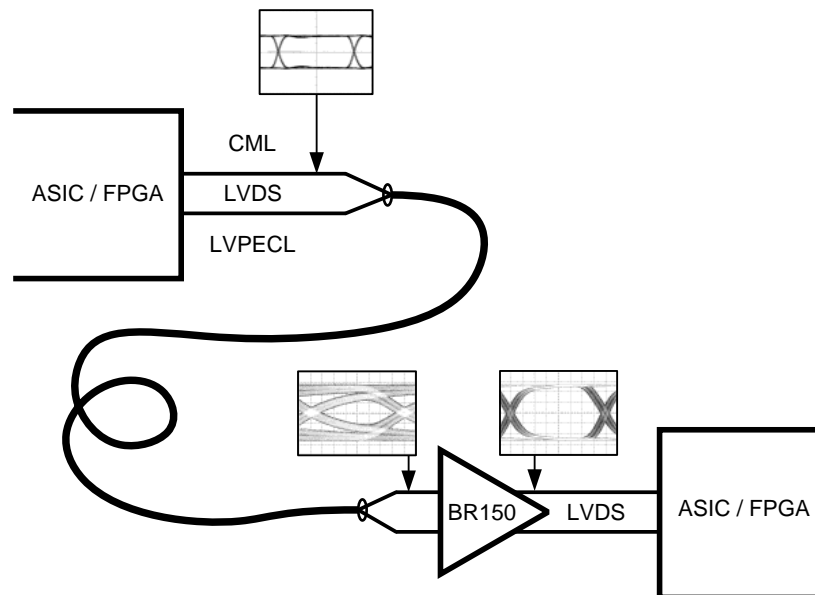 CML
ASIC / FPGA
LVDS
LVPECL
BR150
LVDS
ASIC / FPGA